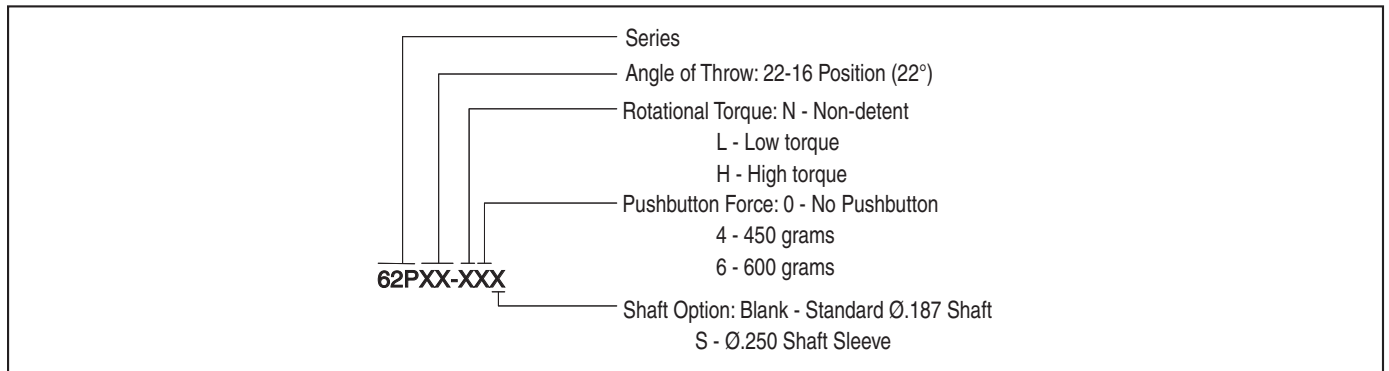 Series
Angle of Throw: 22-16 Position (22°)
Rotational Torque: N - Non-detent
L - Low torque
H - High torque
Pushbutton Force: 0 - No Pushbutton
4 - 450 grams
6 - 600 grams
62PXX-XXX
Shaft Option: Blank - Standard Ø.187 Shaft
S - Ø.250 Shaft Sleeve